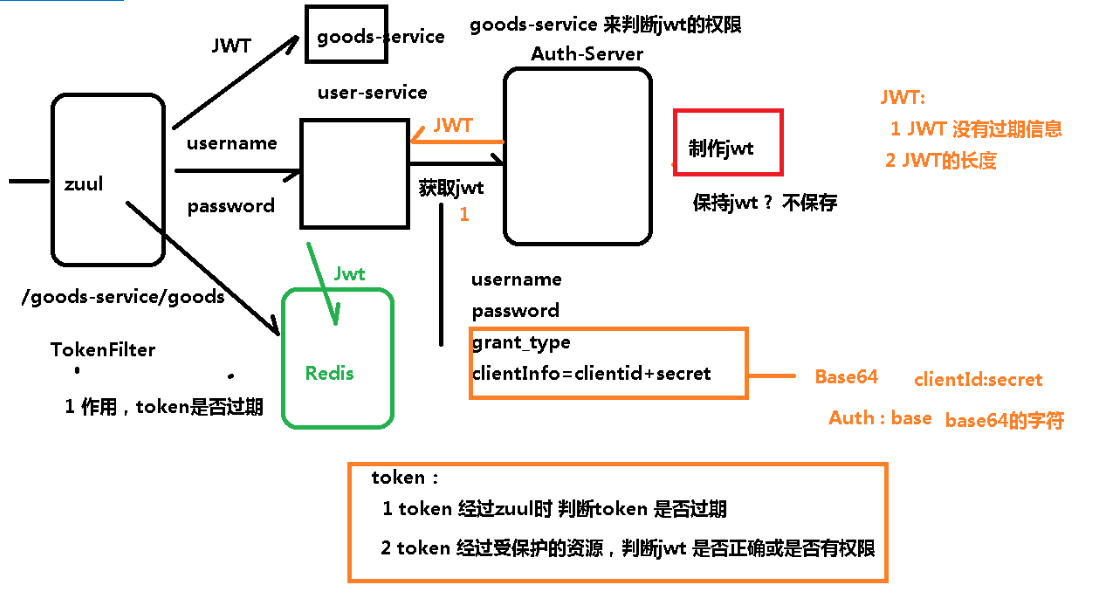 goods-service 来判断jwt的权限
goods-service
JWT
Auth-Server
user-service
JWT:
1 JWT 没有过期信息
2 JWT的长度
JWT
username
制作jwt
zuul
获取jwt
password
1
保持jwt ? 不保存
Jwt
username
/goods-service/goods
password
grant_type
TokenFilter
clientInfo=clientid+secret
Redis
Base64
clientId:secret
1 作用，token是否过期
Auth : base
base64的字符
token :
1 token 经过zuul时 判断token 是否过期
2 token 经过受保护的资源，判断jwt 是否正确或是否有权限